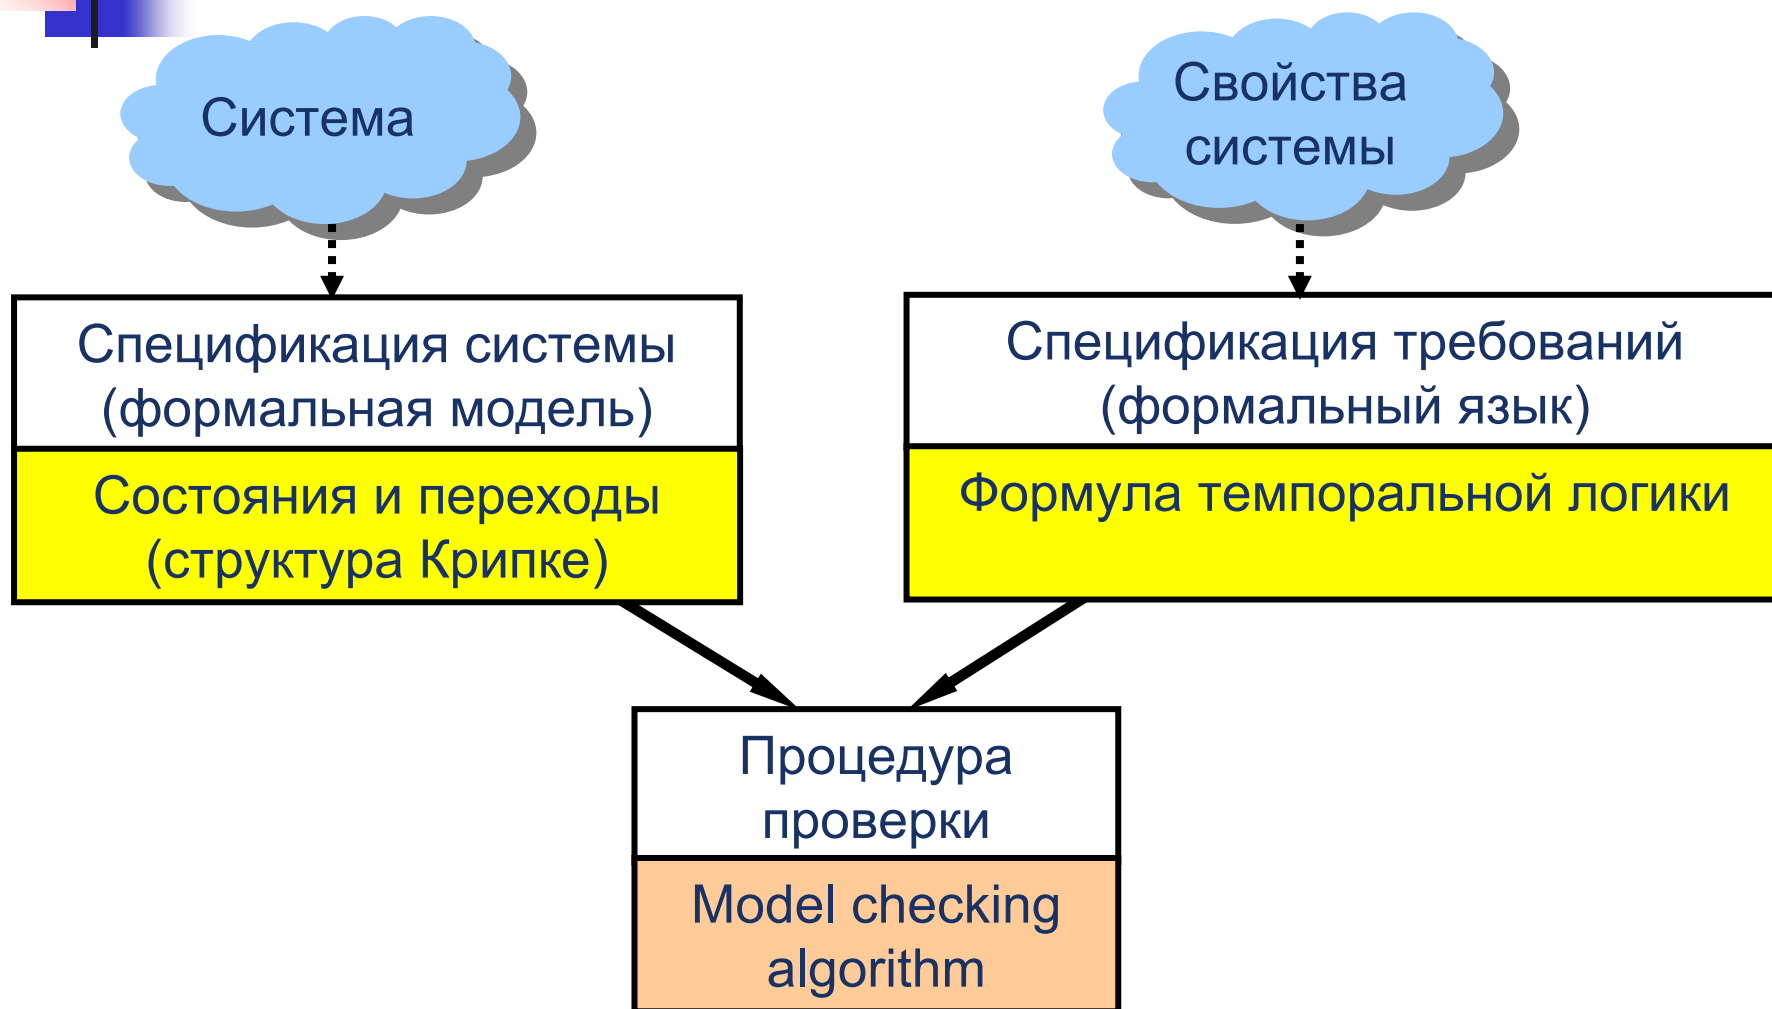 Система
Свойства
системы
Спецификация системы
(формальная модель)
Состояния и переходы
(структура Крипке)
Спецификация требований
(формальный язык)
Формула темпоральной логики
Процедура
проверки
Model checking
algorithm